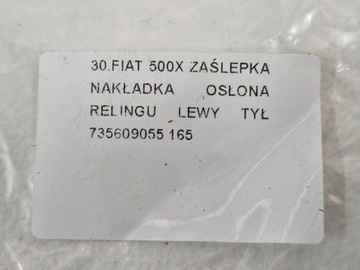 30.FIAT 500X ZAŚLEPKA
NAKŁADKA OSŁONA
RELINGU LEWY TYŁ
735609055 165